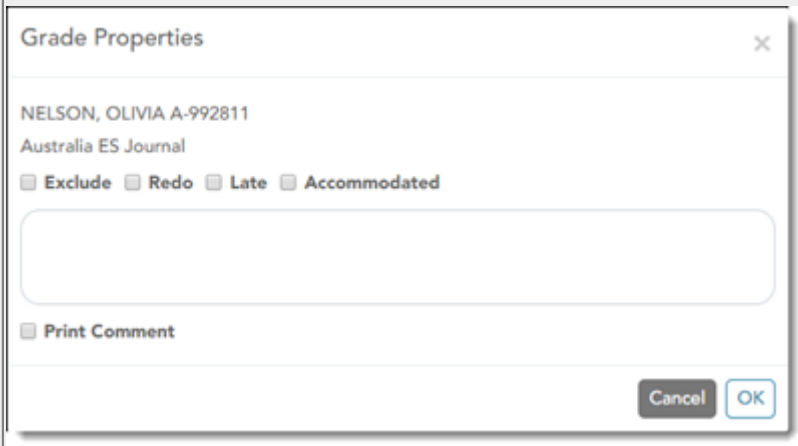 Grade Properties
NELSON, OLIVIA A-992811
Australia ES Journal
Exclude Redo Late Accommodated
Print Comment
Cancel OK